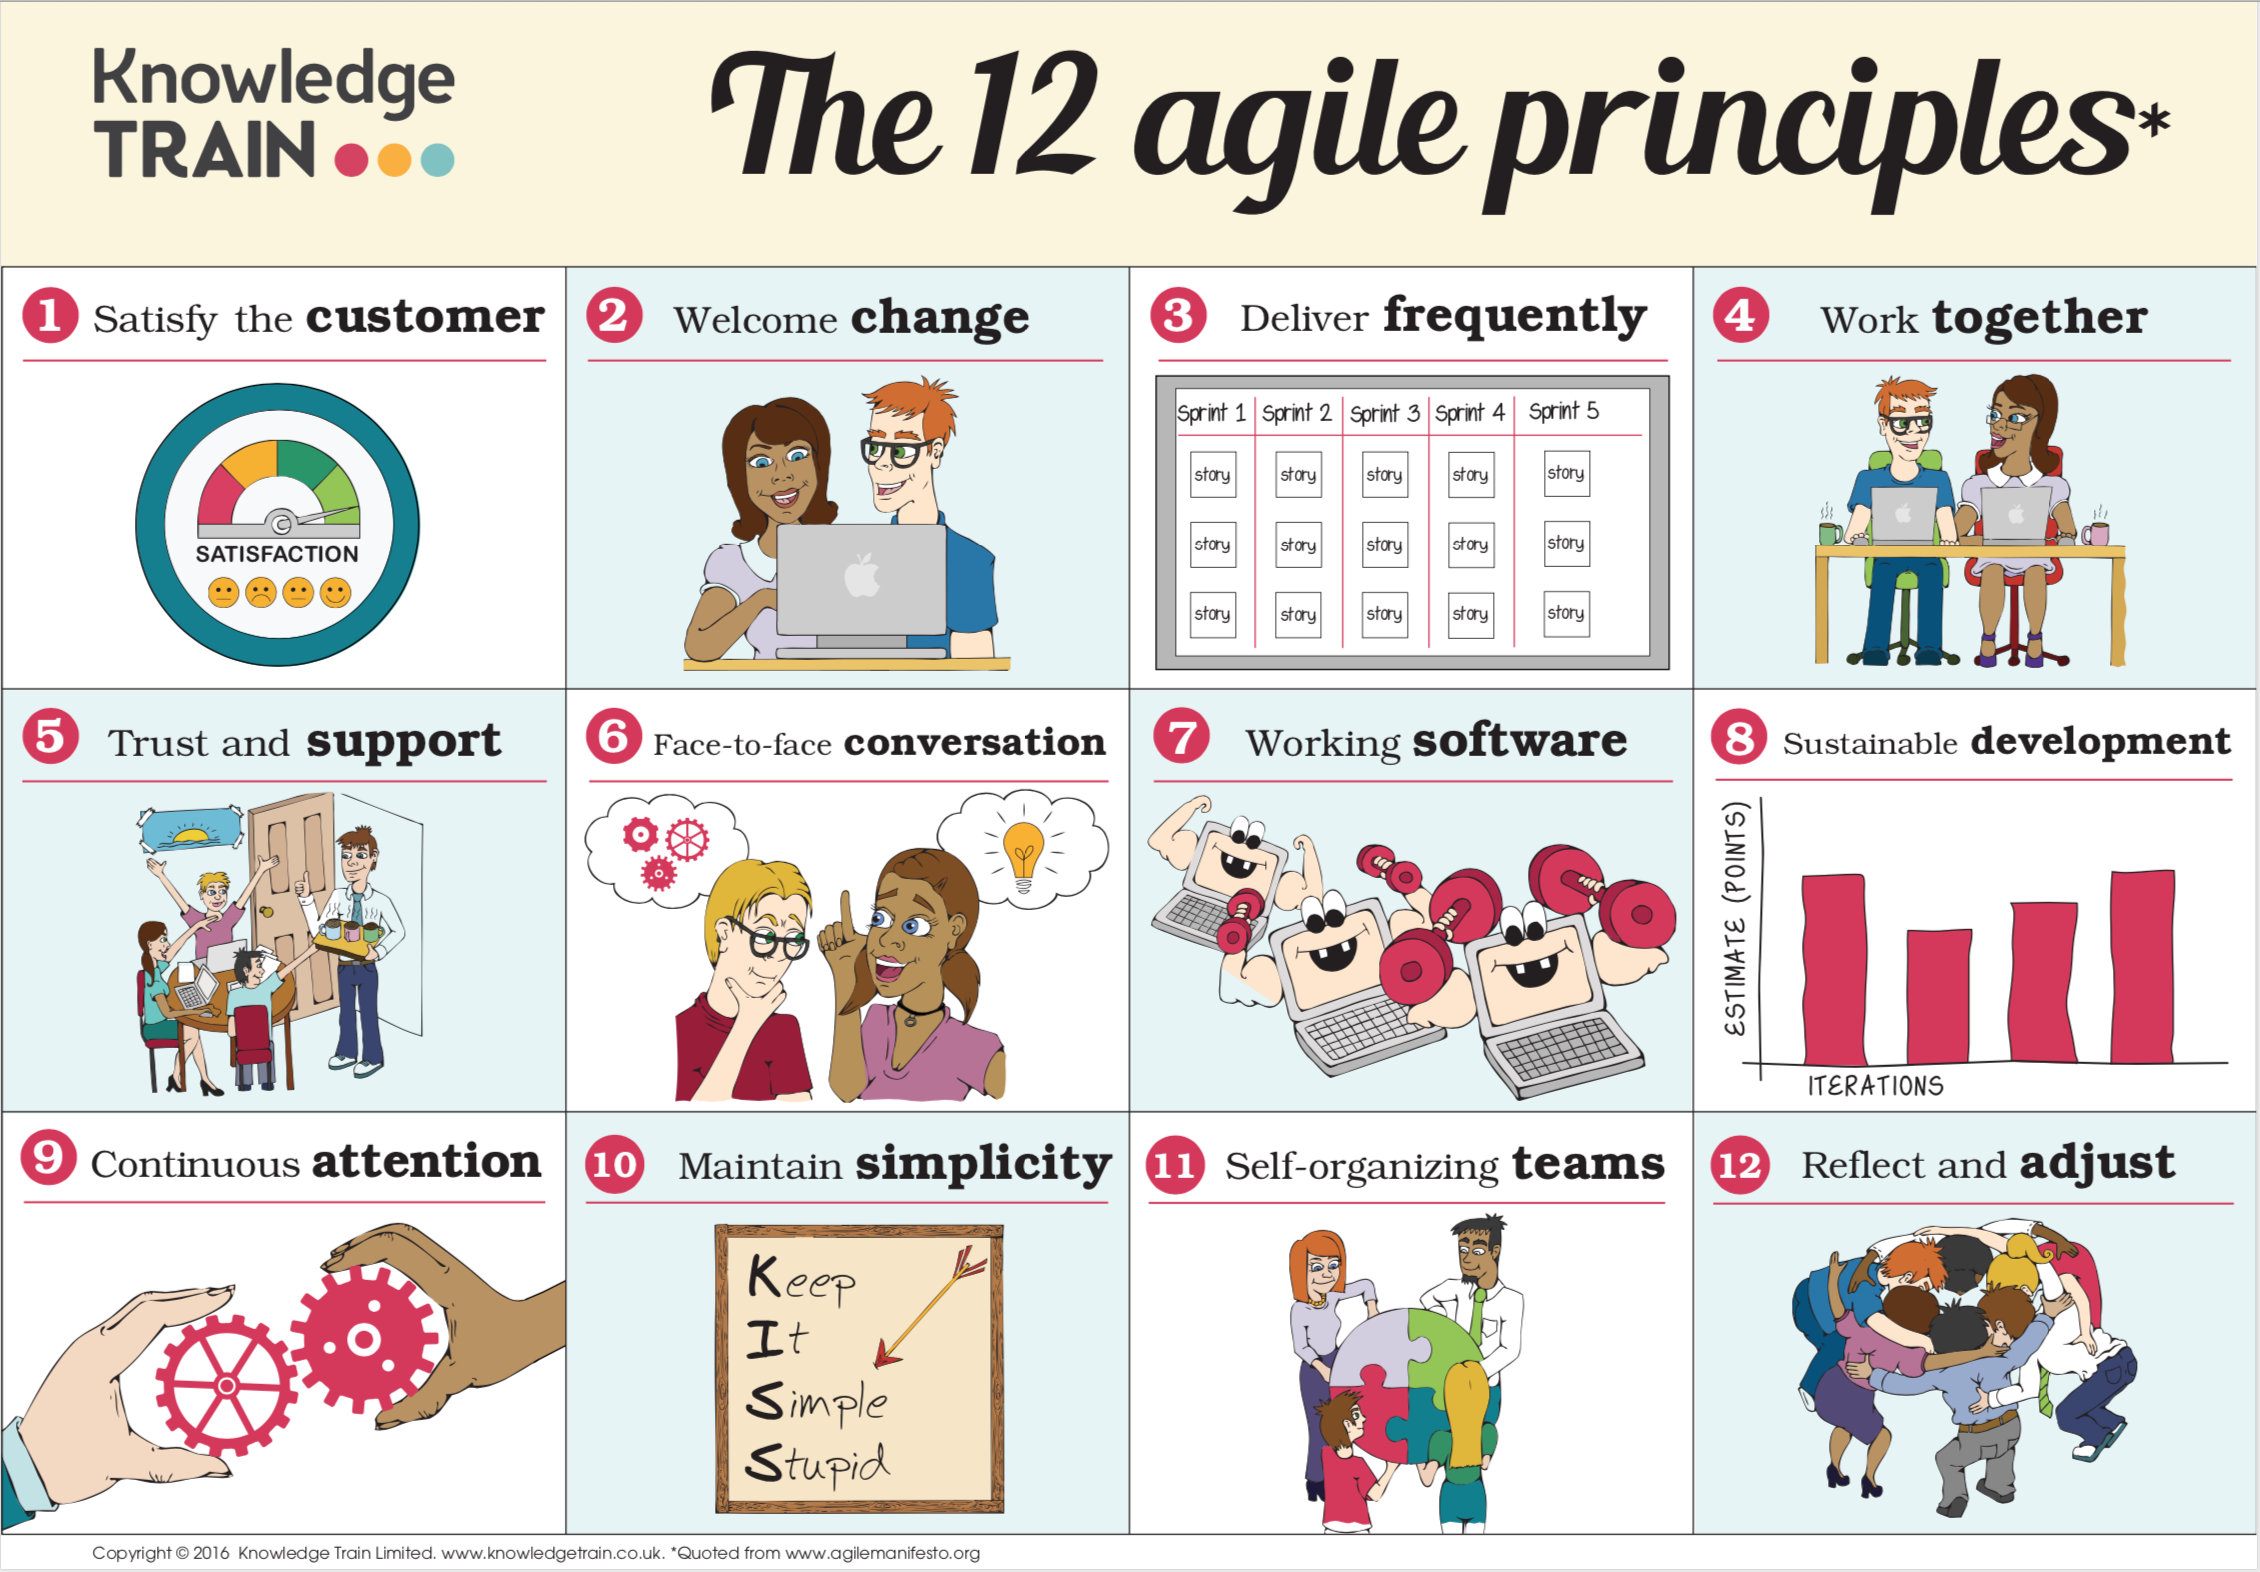 Knowledge
TRAIN
The 12 agile principles*
1 Satisfy the customer
SATISFACTION
2 Welcome change
3 Deliver frequently
Sprint 1 Sprint 2 Sprint 3 Sprint 4 Sprint 5
story story story story story
story story story story story
story story story story story
4 Work together
5 Trust and support
6 Face-to-face conversation
7 Working software
8 Sustainable development
ESTIMATE (POINTS)
ITERATIONS
9 Continuous attention
10 Maintain simplicity
Keep
It
Simple
Stupid
11 Self-organizing teams
12 Reflect and adjust
Copyright © 2016 Knowledge Train Limited. www.knowledgetrain.co.uk. *Quoted from www.agilemanifesto.org